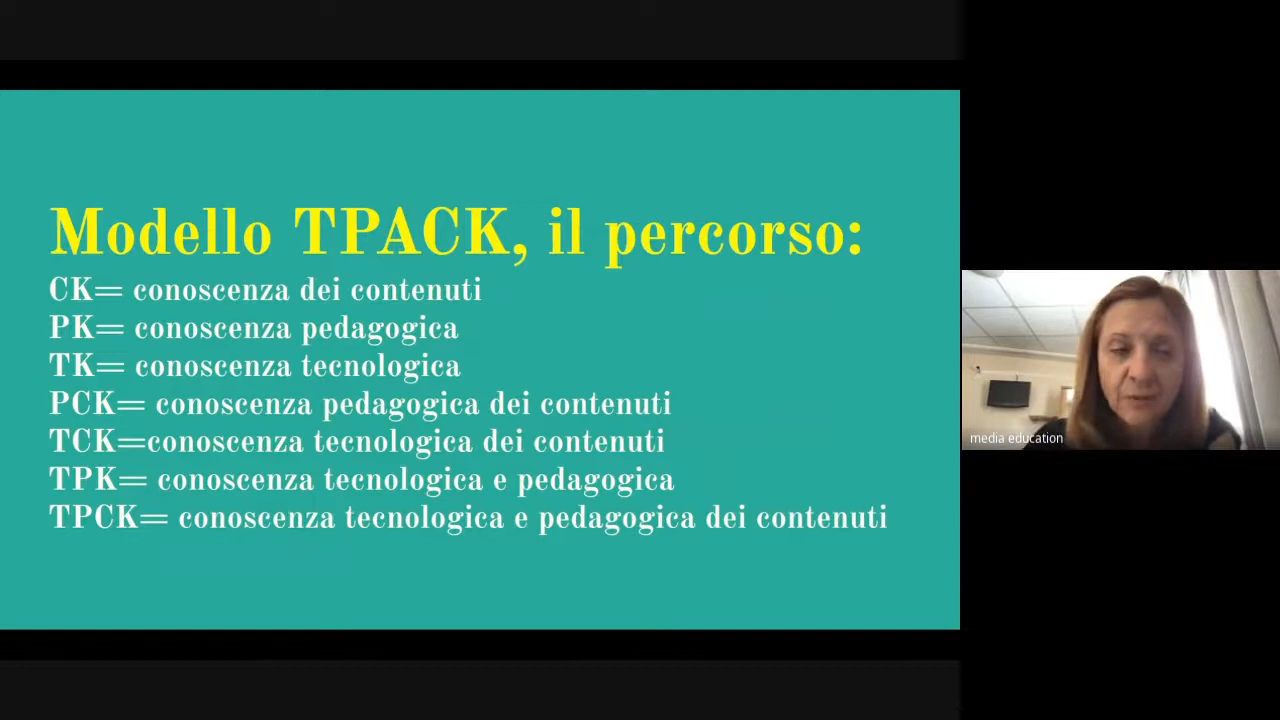 Modello TPACK, il percorso:
CK= conoscenza dei contenuti
PK= conoscenza pedagogica
TK= conoscenza tecnologica
PCK= conoscenza pedagogica dei contenuti
TCK=conoscenza tecnologica dei contenuti
TPK= conoscenza tecnologica e pedagogica
TPCK= conoscenza tecnologica e pedagogica dei contenuti
media education